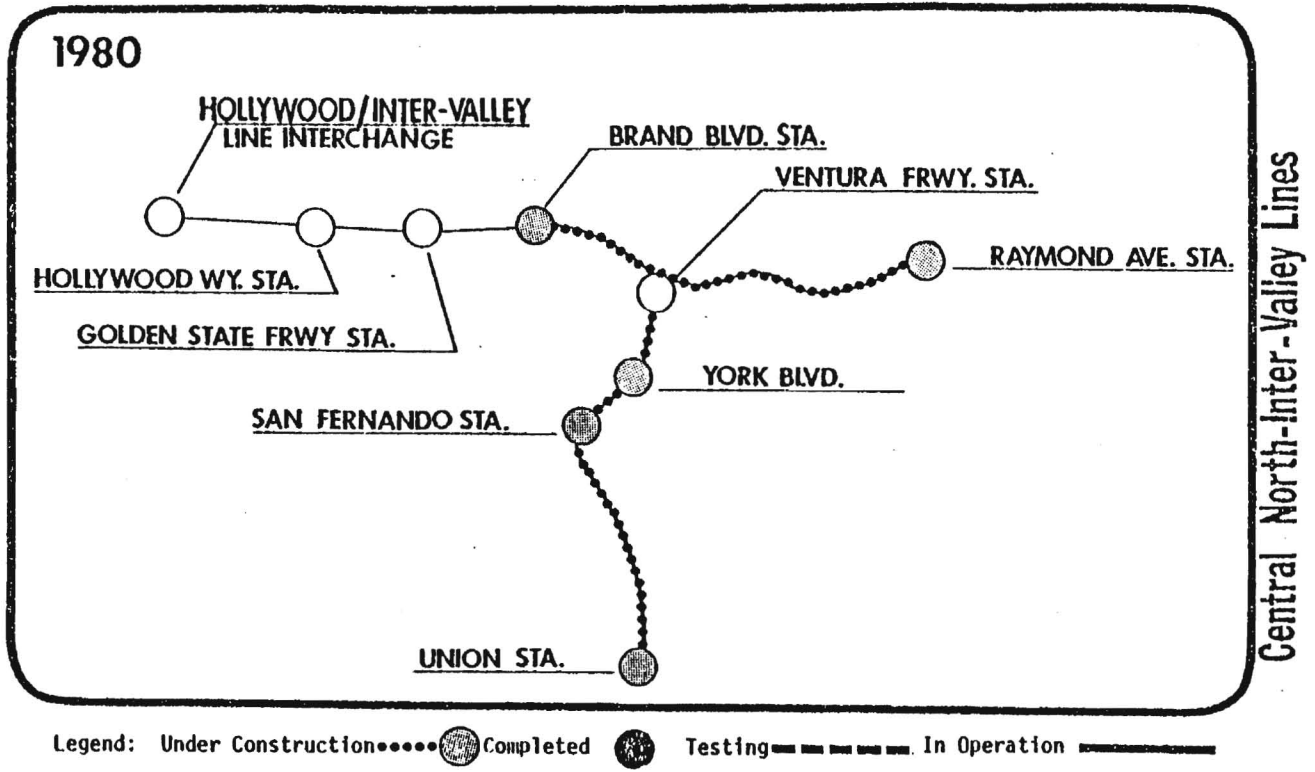 1980
HOLLYWOOD/INTER-VALLEY
LINE INTERCHANGE
BRAND BLVD. STA.
VENTURA FRWY. STA.
RAYMOND AVE. STA.
HOLLYWOOD WY. STA.
GOLDEN STATE FRWY STA.
YORK BLVD.
SAN FERNANDO STA.
UNION STA.
Central North-Inter-Valley Lines
Legend: Under Construction Completed Testing In Operation